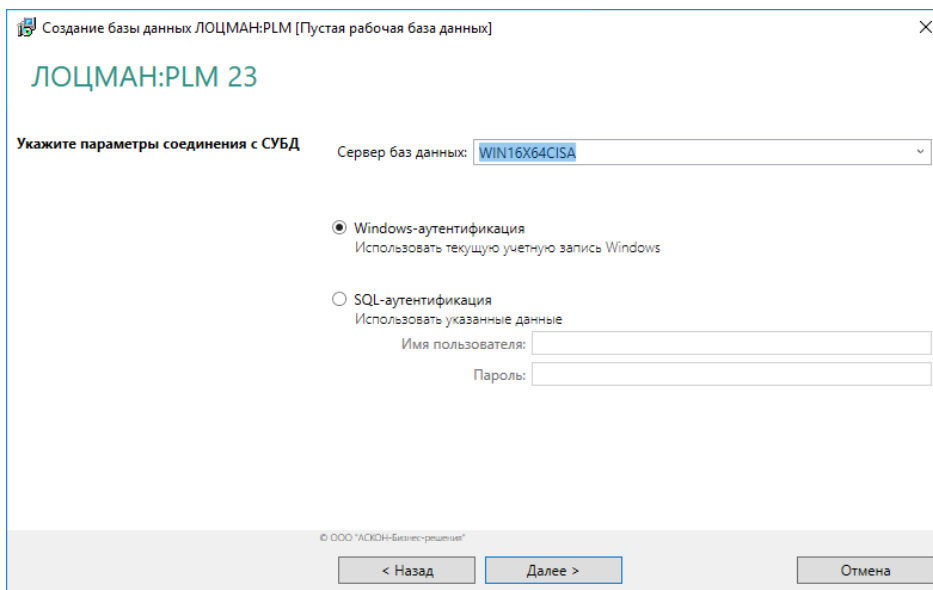 Создание базы данных ЛОЦМАН:PLM [Пустая рабочая база данных]
ЛОЦМАН:PLM 23
Укажите параметры соединения с СУБД
Сервер баз данных: WIN16X64CISA
Windows-аутентификация
Использовать текущую учетную запись Windows
SQL-аутентификация
Использовать указанные данные
Имя пользователя:
Пароль:
© ООО "АСКОН-Бизнес-решения"
< Назад Далее > Отмена